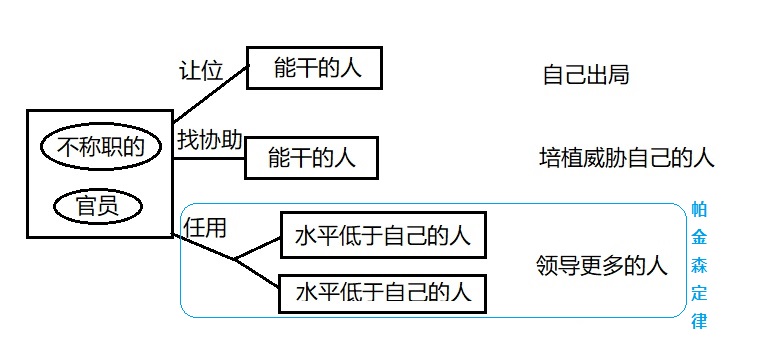 让位
能干的人
自己出局
不称职的
找协助
能干的人
培植威胁自己的人
官员
任用
水平低于自己的人
水平低于自己的人
领导更多的人
帕金森定律